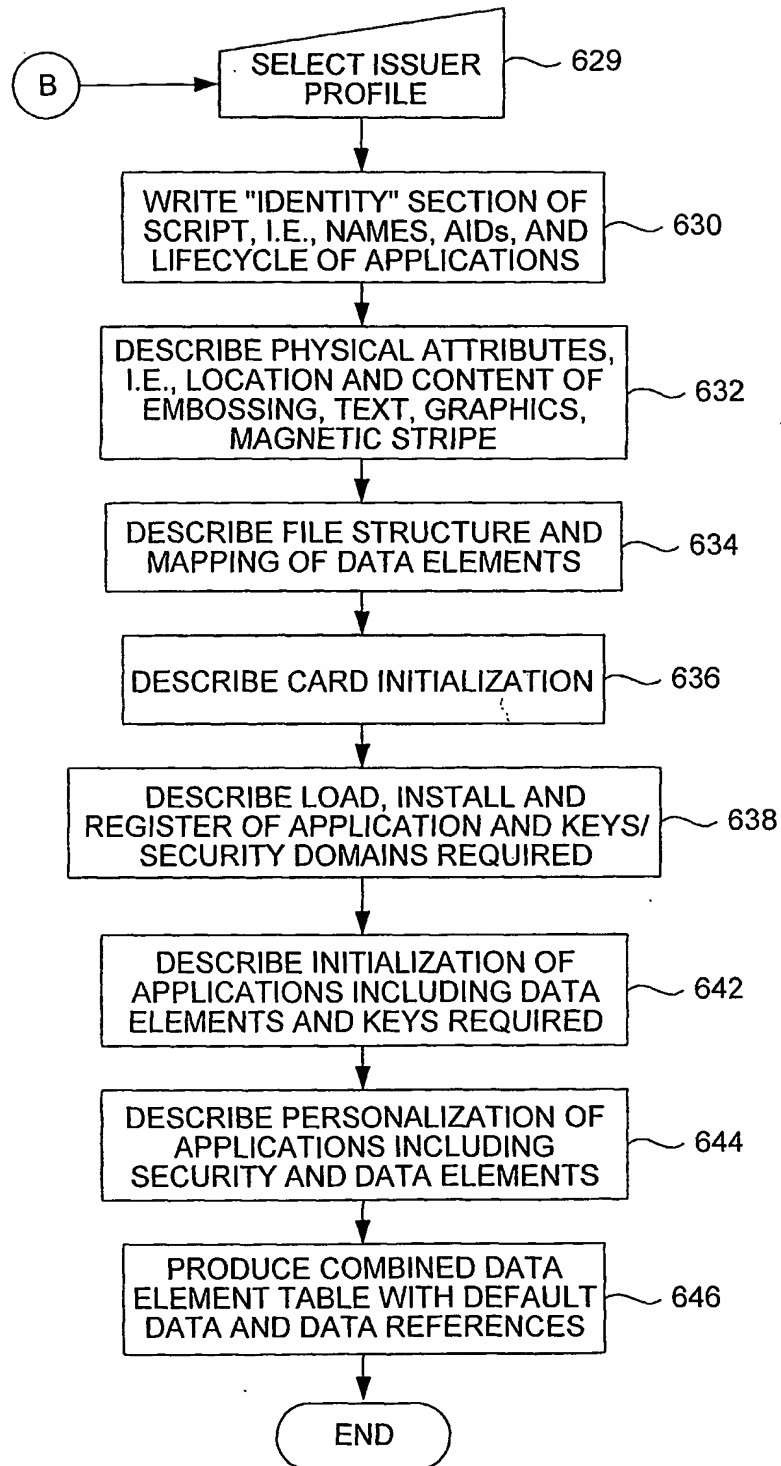 B
SELECT ISSUER
PROFILE
629
WRITE "IDENTITY" SECTION OF
SCRIPT, I.E., NAMES, AIDs, AND
LIFECYCLE OF APPLICATIONS
630
DESCRIBE PHYSICAL ATTRIBUTES,
I.E., LOCATION AND CONTENT OF
EMBOSSING, TEXT, GRAPHICS,
MAGNETIC STRIPE
632
DESCRIBE FILE STRUCTURE AND
MAPPING OF DATA ELEMENTS
634
DESCRIBE CARD INITIALIZATION
636
DESCRIBE LOAD, INSTALL AND
REGISTER OF APPLICATION AND KEYS/
SECURITY DOMAINS REQUIRED
638
DESCRIBE INITIALIZATION OF
APPLICATIONS INCLUDING DATA
ELEMENTS AND KEYS REQUIRED
642
DESCRIBE PERSONALIZATION OF
APPLICATIONS INCLUDING
SECURITY AND DATA ELEMENTS
644
PRODUCE COMBINED DATA
ELEMENT TABLE WITH DEFAULT
DATA AND DATA REFERENCES
646
END